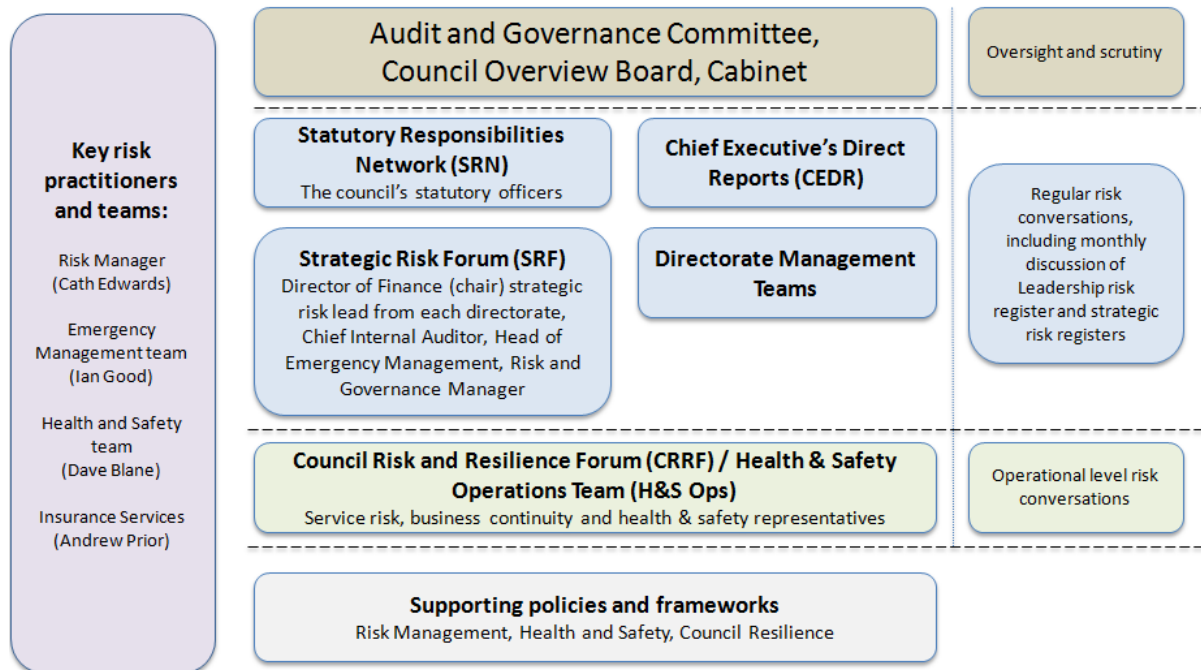 Key risk
practitioners
and teams:
Risk Manager
(Cath Edwards)
Emergency
Management team
(Ian Good)
Health and Safety
team
(Dave Blane)
Insurance Services
(Andrew Prior)
Audit and Governance Committee,
Council Overview Board, Cabinet
Oversight and scrutiny
Statutory Responsibilities
Network (SRN)
The council's statutory officers
Chief Executive's Direct
Reports (CEDR)
Strategic Risk Forum (SRF)
Director of Finance (chair) strategic
risk lead from each directorate,
Chief Internal Auditor, Head of
Emergency Management, Risk and
Governance Manager
Directorate Management
Teams
Regular risk
conversations,
including monthly
discussion of
Leadership risk
register and strategic
risk registers
Council Risk and Resilience Forum (CRRF) / Health & Safety
Operations Team (H&S Ops)
Service risk, business continuity and health & safety representatives
Operational level risk
conversations
Supporting policies and frameworks
Risk Management, Health and Safety, Council Resilience